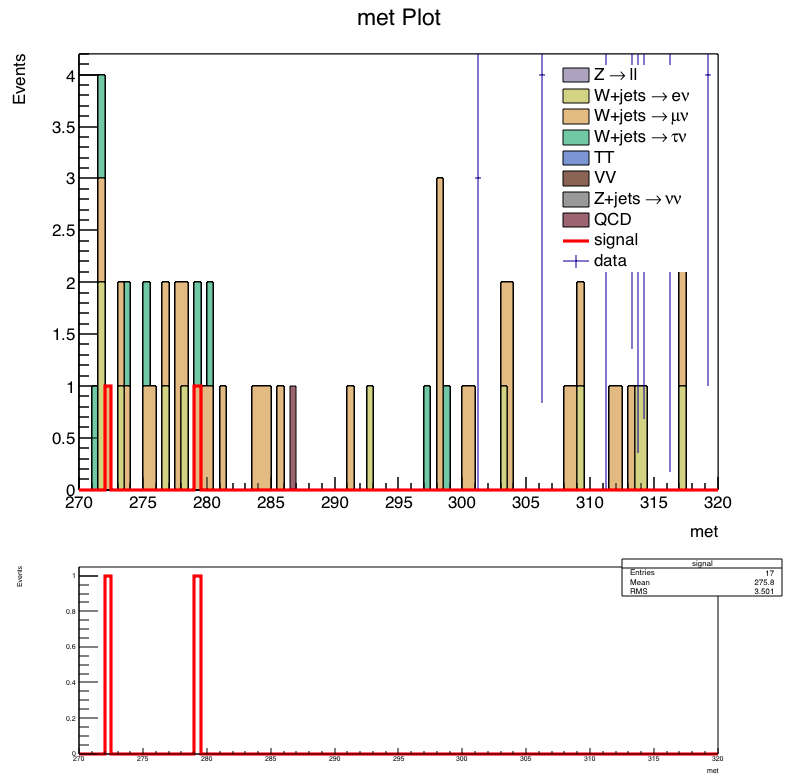 met Plot
Events
4
3.5
3
2.5
2
1.5
1
0.5
0
Z → ll
W+jets → eν
W+jets → μν
W+jets → τν
TT
VV
Z+jets → νν
QCD
signal
data
270 275 280 285 290 295 300 305 310 315 320
met
Events
signal
Entries 17
Mean 275.8
RMS 3.501
1
0.8
0.6
0.4
0.2
0
270 275 280 285 290 295 300 305 310 315 320
met